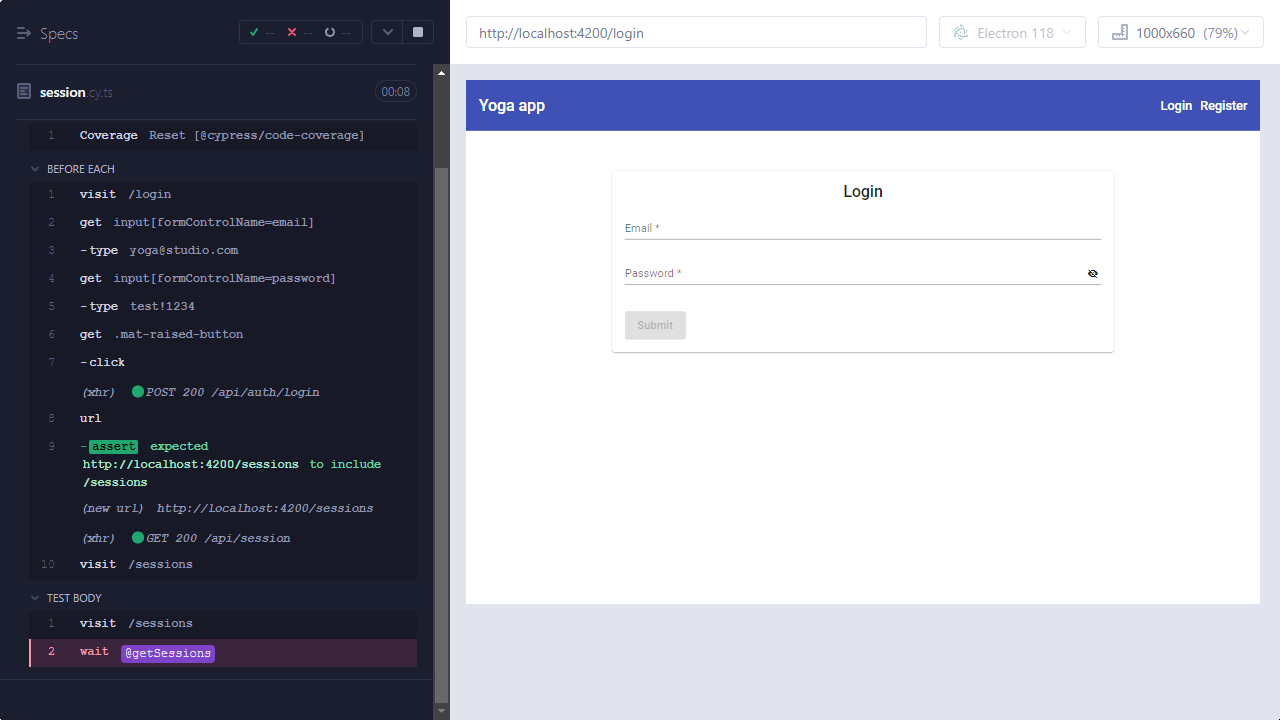 Specs
-- -- --
session.cy.ts 00:08
1 Coverage Reset [@cypress/code-coverage]
BEFORE EACH
1 visit /login
2 get input[formControlName=email]
3 -type yoga@studio.com
4 get input[formControlName=password]
5 -type test!1234
6 get .mat-raised-button
7 -click
(xhr) POST 200 /api/auth/login
8 url
9 -assert expected
http://localhost:4200/sessions to include
/sessions
(new url) http://localhost:4200/sessions
(xhr) GET 200 /api/session
10 visit /sessions
TEST BODY
1 visit /sessions
2 wait @getSessions
http://localhost:4200/login
Electron 118
1000x660 (79%)
Yoga app
Login Register
Login
Email *
Password *
Submit